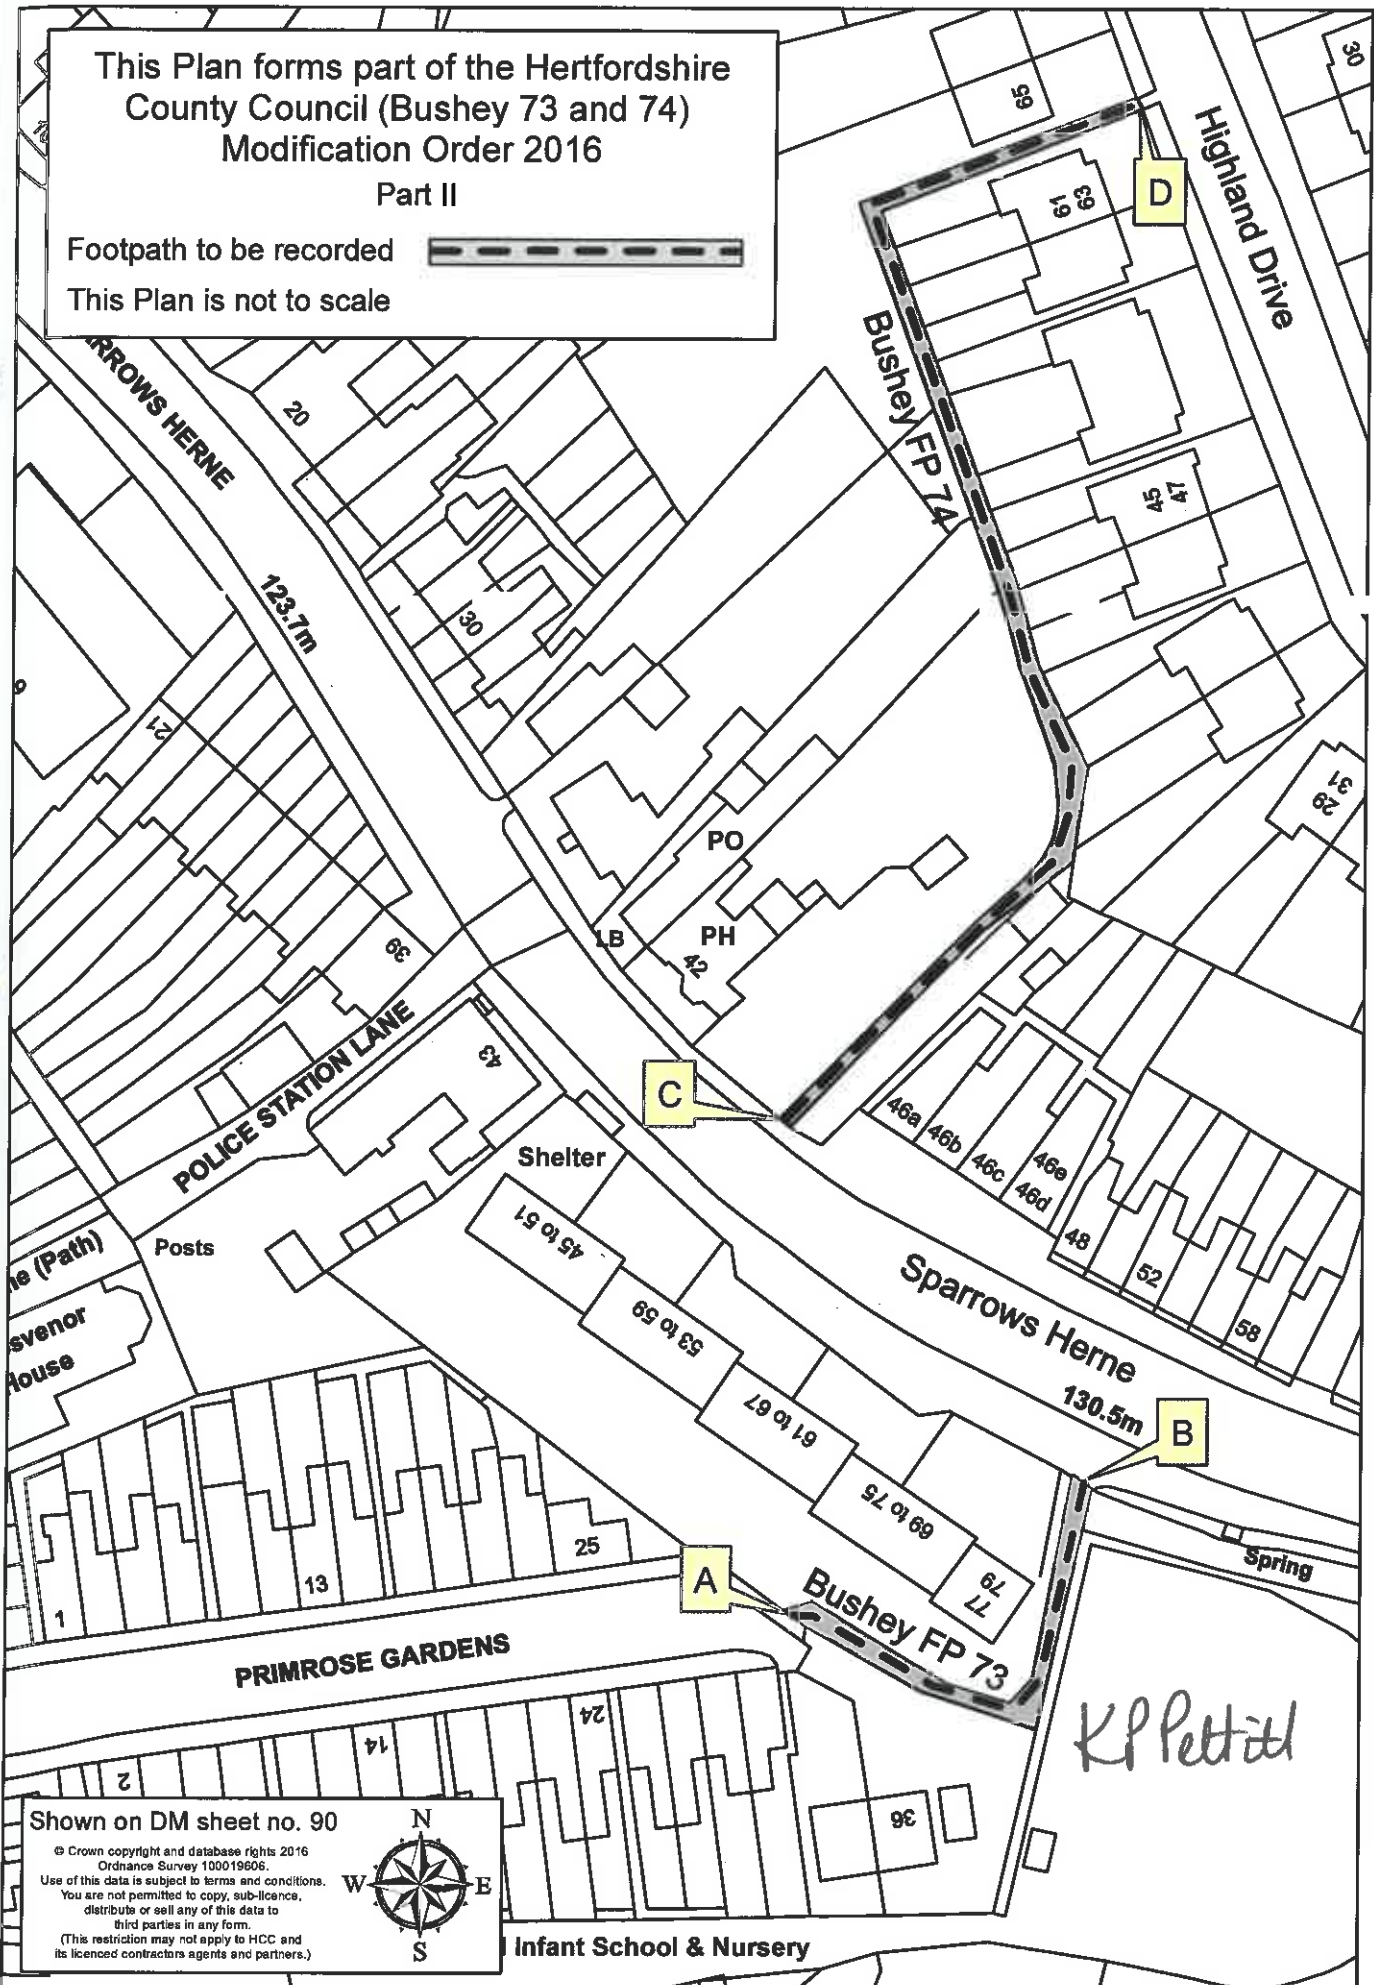 This Plan forms part of the Hertfordshire
County Council (Bushey 73 and 74)
Modification Order 2016
Part II
Footpath to be recorded
This Plan is not to scale
65
30
D
Highland Drive
63
61
Bushey FP 74
RROWS HERNE
20
47
45
123.7m
30
21
31
29
PO
LB
PH
42
39
POLICE STATION LANE
43
C
46a
46b
46c
46e
46d
Shelter
48
52
58
45 to 51
Posts
ne (Path)
svenor
House
53 to 59
Sparrows Herne
130.5m
B
61 to 67
69 to 75
79
77
Spring
25
13
1
A
Bushey FP 73
PRIMROSE GARDENS
24
14
2
KP Pettitt
36
Shown on DM sheet no. 90
© Crown copyright and database rights 2016
Ordnance Survey 100019606.
Use of this data is subject to terms and conditions.
You are not permitted to copy, sub-licence,
distribute or sell any of this data to
third parties in any form.
(This restriction may not apply to HCC and
its licenced contractors agents and partners.)
N
W
E
S
Infant School & Nursery